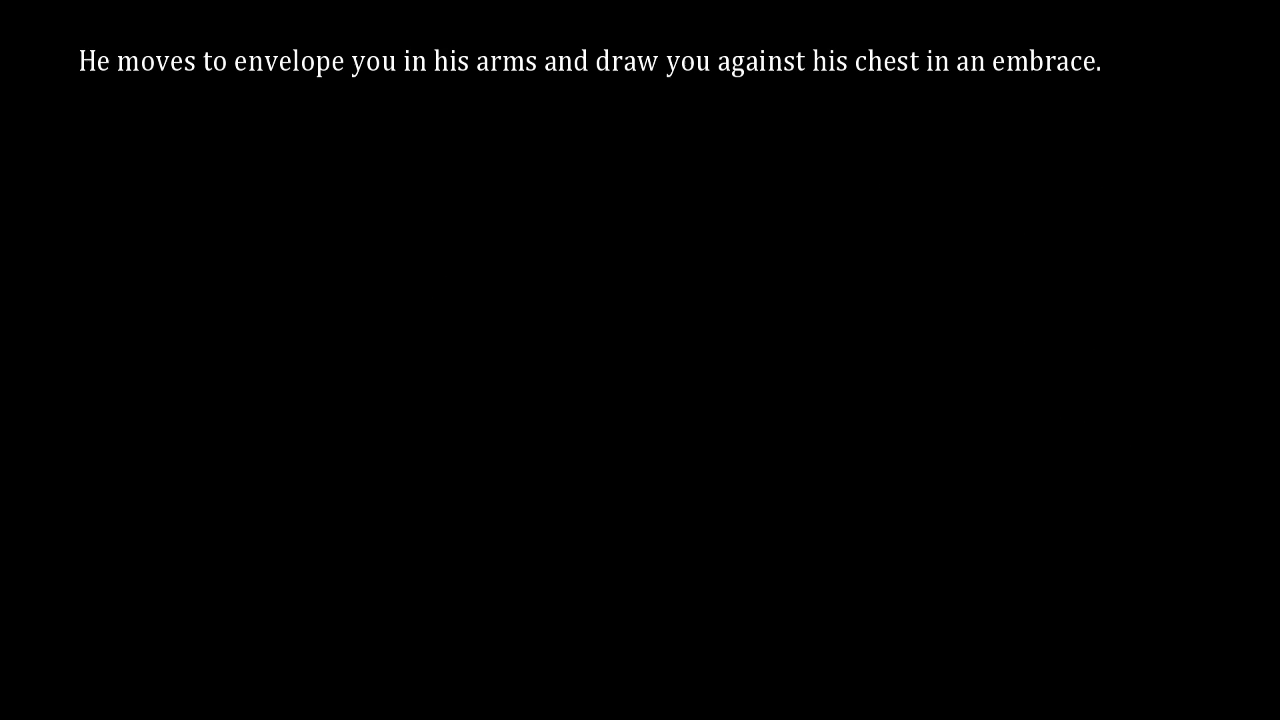 He moves to envelope you in his arms and draw you against his chest in an embrace.